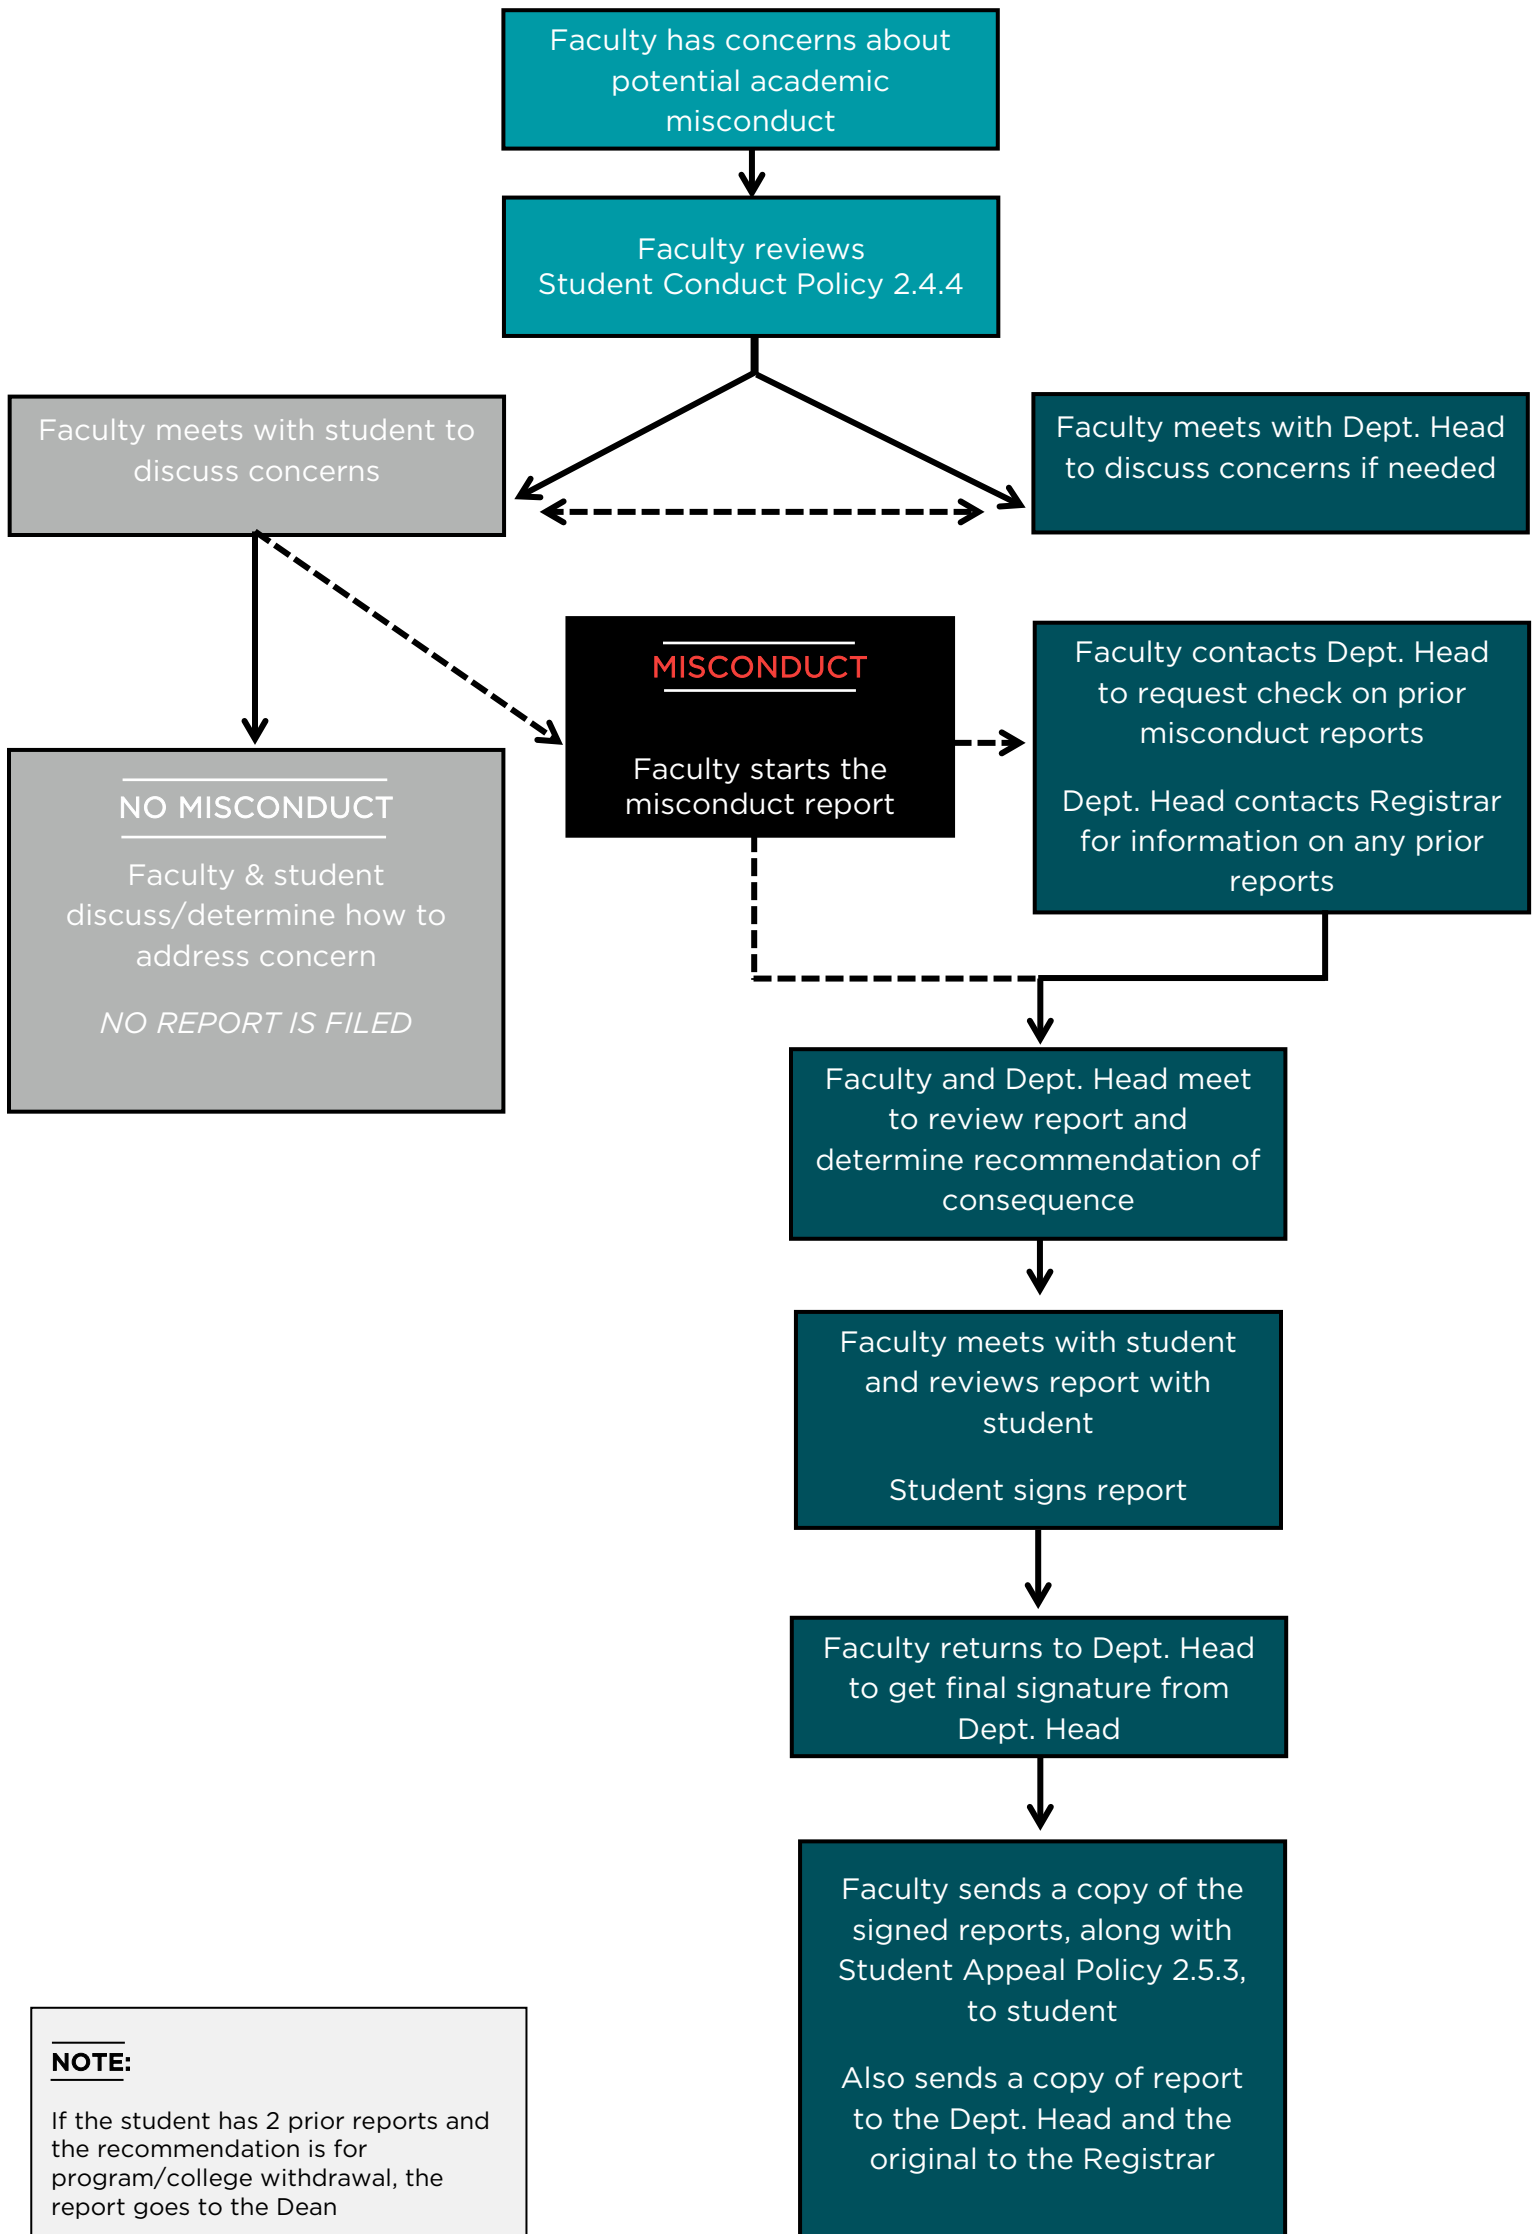 Faculty has concerns about
potential academic
misconduct
Faculty reviews
Student Conduct Policy 2.4.4
Faculty meets with student to
discuss concerns
Faculty meets with Dept. Head
to discuss concerns if needed
MISCONDUCT
Faculty starts the
misconduct report
Faculty contacts Dept. Head
to request check on prior
misconduct reports
Dept. Head contacts Registrar
for information on any prior
reports
NO MISCONDUCT
Faculty & student
discuss/determine how to
address concern
NO REPORT IS FILED
Faculty and Dept. Head meet
to review report and
determine recommendation of
consequence
Faculty meets with student
and reviews report with
student
Student signs report
Faculty returns to Dept. Head
to get final signature from
Dept. Head
Faculty sends a copy of the
signed reports, along with
Student Appeal Policy 2.5.3,
to student
Also sends a copy of report
to the Dept. Head and the
original to the Registrar
NOTE:
If the student has 2 prior reports and
the recommendation is for
program/college withdrawal, the
report goes to the Dean